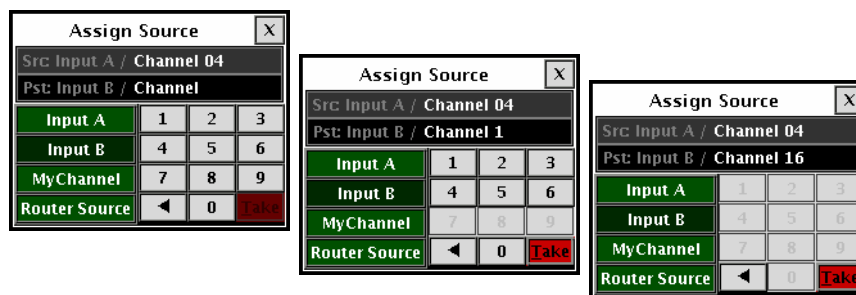 Assign Source X
Src: Input A / Channel 04
Pst: Input B / Channel
Input A 1 2 3
Input B 4 5 6
MyChannel 7 8 9
Router Source ◀ 0 Take
Assign Source X
Src: Input A / Channel 04
Pst: Input B / Channel 1
Input A 1 2 3
Input B 4 5 6
MyChannel 7 8 9
Router Source ◀ 0 Take
Assign Source X
Src: Input A / Channel 04
Pst: Input B / Channel 16
Input A 1 2 3
Input B 4 5 6
MyChannel 7 8 9
Router Source ◀ 0 Take